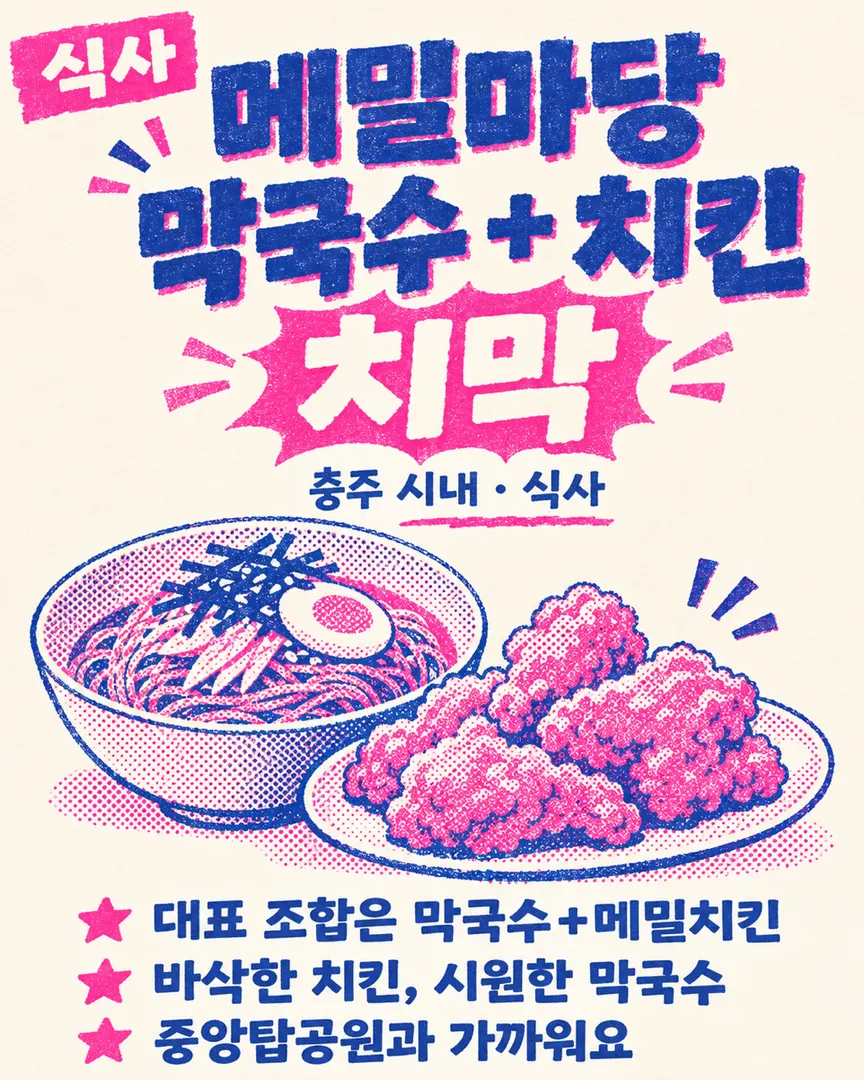 식사
메밀마당
막국수+치킨
치막
충주 시내 · 식사
대표 조합은 막국수+메밀치킨
바삭한 치킨, 시원한 막국수
중앙탑공원과 가까워요